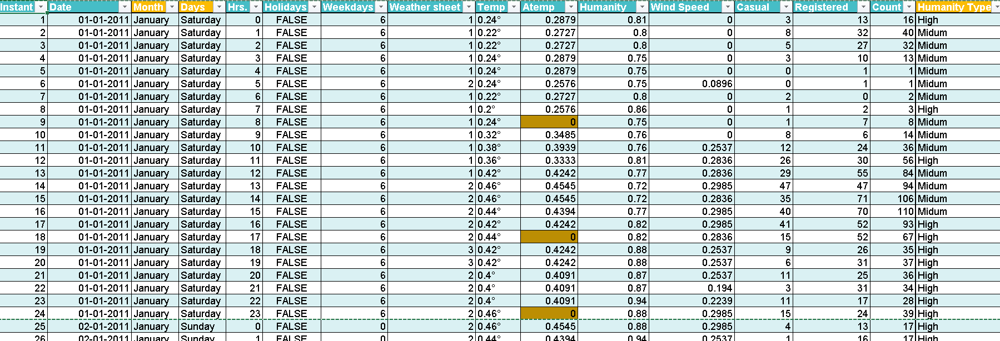 Instant Date Month Days Hrs. Holidays Weekdays Weather sheet Temp Atemp Humanity Wind Speed Casual Registered Count Humanity Type
1 01-01-2011 January Saturday 0 FALSE 6 1 0.24° 0.2879 0.81 0 3 13 16 High
2 01-01-2011 January Saturday 1 FALSE 6 1 0.22° 0.2727 0.8 0 8 32 40 Midum
3 01-01-2011 January Saturday 2 FALSE 6 1 0.22° 0.2727 0.8 0 5 27 32 Midum
4 01-01-2011 January Saturday 3 FALSE 6 1 0.24° 0.2879 0.75 0 3 10 13 Midum
5 01-01-2011 January Saturday 4 FALSE 6 1 0.24° 0.2879 0.75 0 0 1 1 Midum
6 01-01-2011 January Saturday 5 FALSE 6 2 0.24° 0.2576 0.75 0.0896 0 1 1 Midum
7 01-01-2011 January Saturday 6 FALSE 6 1 0.22° 0.2727 0.8 0 2 0 2 Midum
8 01-01-2011 January Saturday 7 FALSE 6 1 0.2° 0.2576 0.86 0 1 2 3 High
9 01-01-2011 January Saturday 8 FALSE 6 1 0.24° 0 0.75 0 1 7 8 Midum
10 01-01-2011 January Saturday 9 FALSE 6 1 0.32° 0.3485 0.76 0 8 6 14 Midum
11 01-01-2011 January Saturday 10 FALSE 6 1 0.38° 0.3939 0.76 0.2537 12 24 36 Midum
12 01-01-2011 January Saturday 11 FALSE 6 1 0.36° 0.3333 0.81 0.2836 26 30 56 High
13 01-01-2011 January Saturday 12 FALSE 6 1 0.42° 0.4242 0.77 0.2836 29 55 84 Midum
14 01-01-2011 January Saturday 13 FALSE 6 2 0.46° 0.4545 0.72 0.2985 47 47 94 Midum
15 01-01-2011 January Saturday 14 FALSE 6 2 0.46° 0.4545 0.72 0.2836 35 71 106 Midum
16 01-01-2011 January Saturday 15 FALSE 6 2 0.44° 0.4394 0.77 0.2985 40 70 110 Midum
17 01-01-2011 January Saturday 16 FALSE 6 2 0.42° 0.4242 0.82 0.2985 41 52 93 High
18 01-01-2011 January Saturday 17 FALSE 6 2 0.44° 0 0.82 0.2836 15 52 67 High
19 01-01-2011 January Saturday 18 FALSE 6 3 0.42° 0.4242 0.88 0.2537 9 26 35 High
20 01-01-2011 January Saturday 19 FALSE 6 3 0.42° 0.4242 0.88 0.2537 6 31 37 High
21 01-01-2011 January Saturday 20 FALSE 6 2 0.4° 0.4091 0.87 0.2537 11 25 36 High
22 01-01-2011 January Saturday 21 FALSE 6 2 0.4° 0.4091 0.87 0.194 3 31 34 High
23 01-01-2011 January Saturday 22 FALSE 6 2 0.4° 0.4091 0.94 0.2239 11 17 28 High
24 01-01-2011 January Saturday 23 FALSE 6 2 0.46° 0 0.88 0.2985 15 24 39 High
25 02-01-2011 January Sunday 0 FALSE 0 2 0.46° 0.4545 0.88 0.2985 4 13 17 High
26 02-01-2011 January Sunday 1 FALSE 0 2 0.44° 0.4394 0.94 0.2537 1 16 17 High